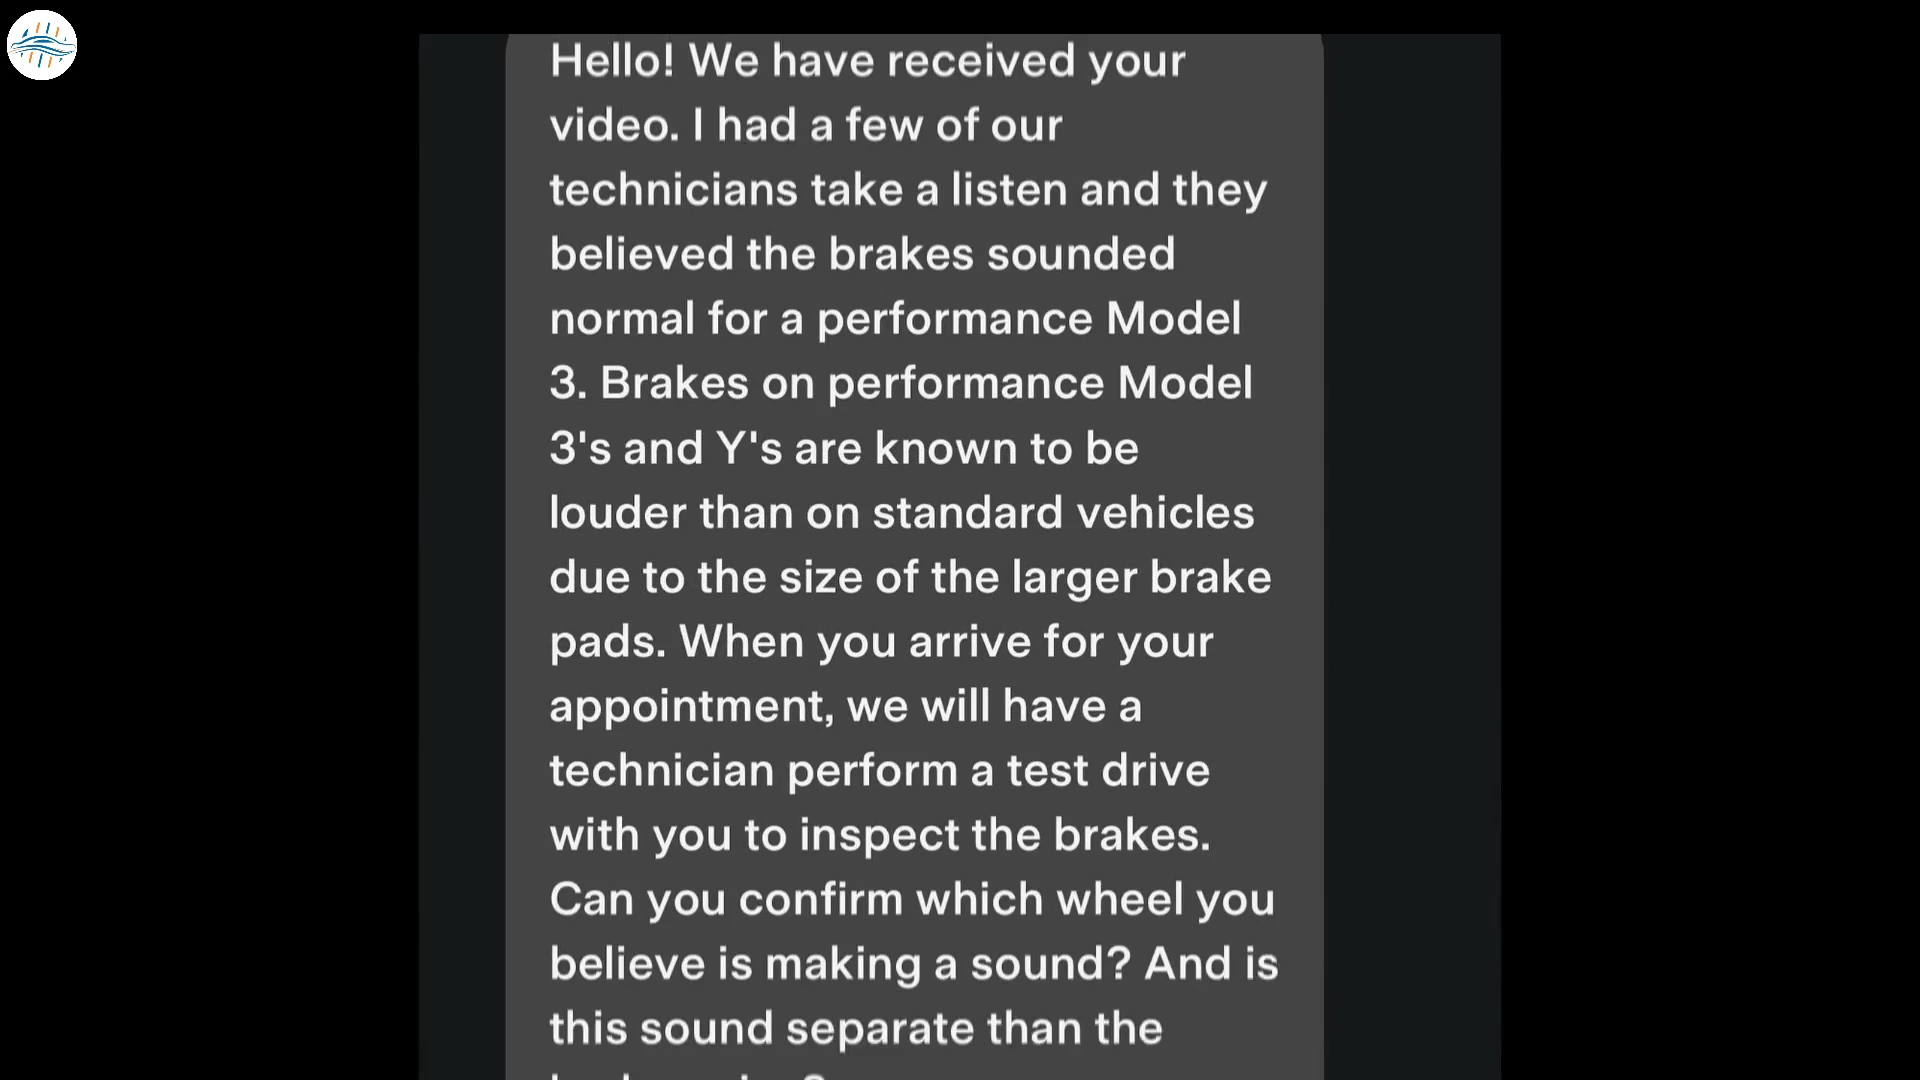 Hello! We have received your
video. I had a few of our
technicians take a listen and they
believed the brakes sounded
normal for a performance Model
3. Brakes on performance Model
3's and Y's are known to be
louder than on standard vehicles
due to the size of the larger brake
pads. When you arrive for your
appointment, we will have a
technician perform a test drive
with you to inspect the brakes.
Can you confirm which wheel you
believe is making a sound? And is
this sound separate than the